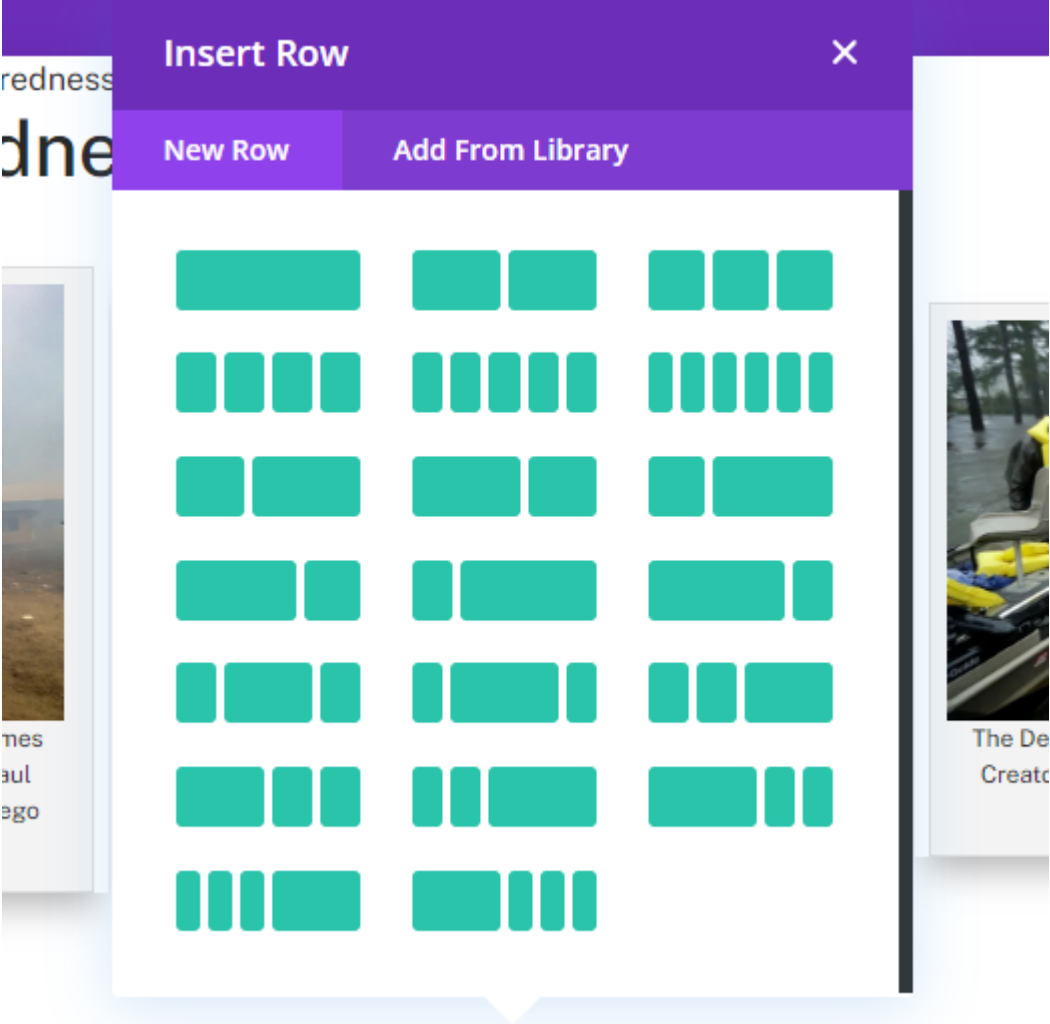 Insert Row
redness
dne
New Row
Add From Library
mes
aul
ego
The De
Creato